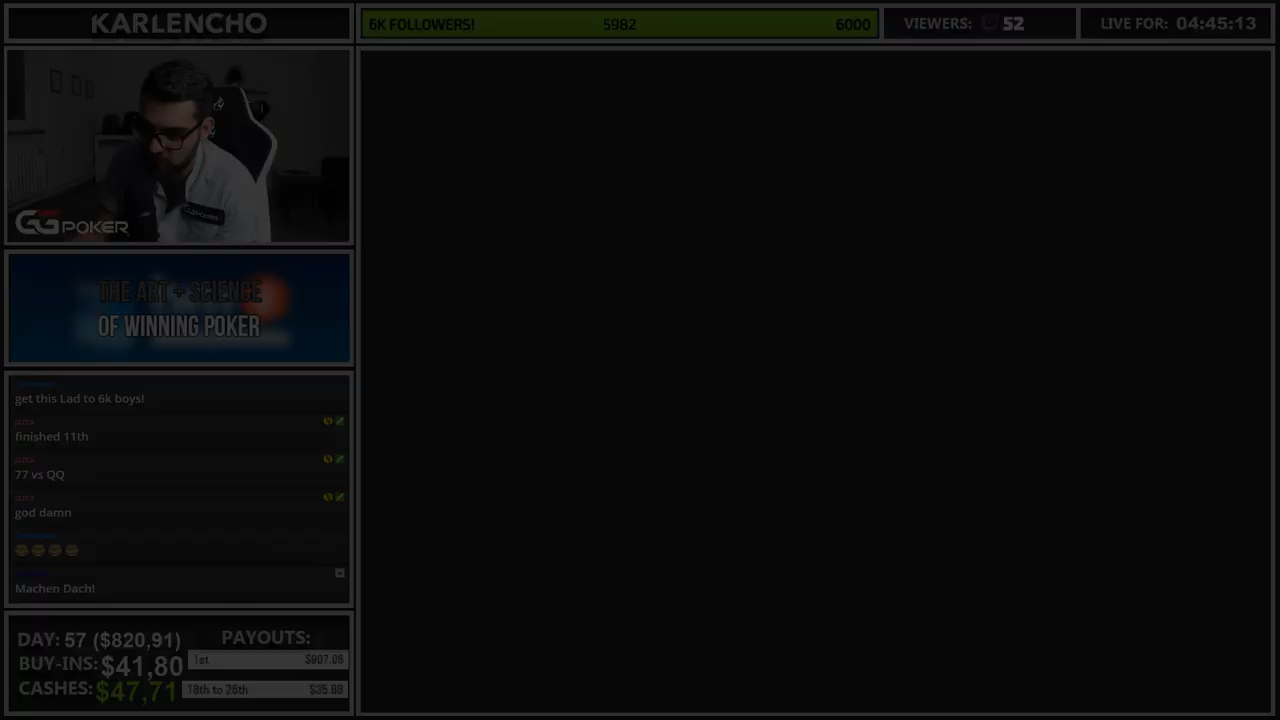 KARLENCHO
6K FOLLOWERS! 5982 6000
VIEWERS: 52
LIVE FOR: 04:45:13
GGPOKER
GGPOKER
THE ART + SCIENCE
OF WINNING POKER
get this Lad to 6k boys!
finished 11th
77 vs QQ
god damn
Machen Dach!
DAY: 57 ($820,91)
BUY-INS: $41,80
CASHES: $47,71
PAYOUTS:
1st $907.06
18th to 26th $35.88